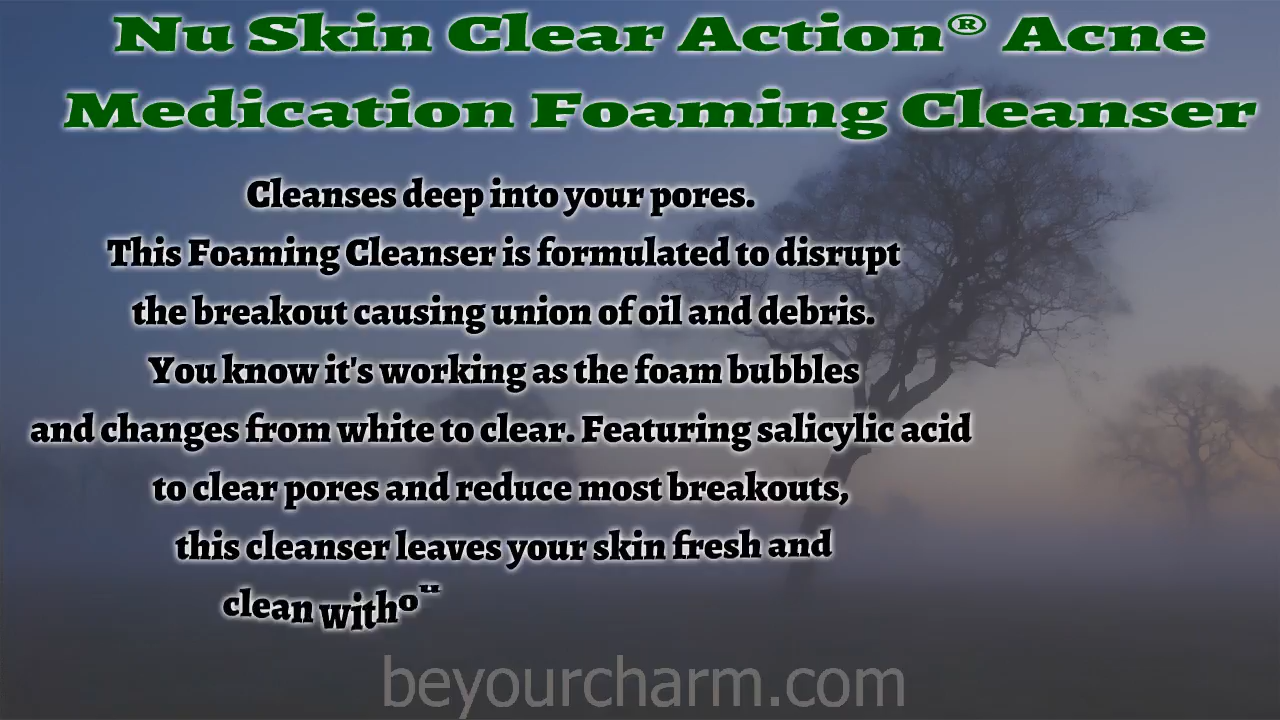 Nu Skin Clear Action® Acne
Medication Foaming Cleanser
Cleanses deep into your pores.
This Foaming Cleanser is formulated to disrupt
the breakout causing union of oil and debris.
You know it's working as the foam bubbles
and changes from white to clear. Featuring salicylic acid
to clear pores and reduce most breakouts,
this cleanser leaves your skin fresh and
clean
beyourcharm.com